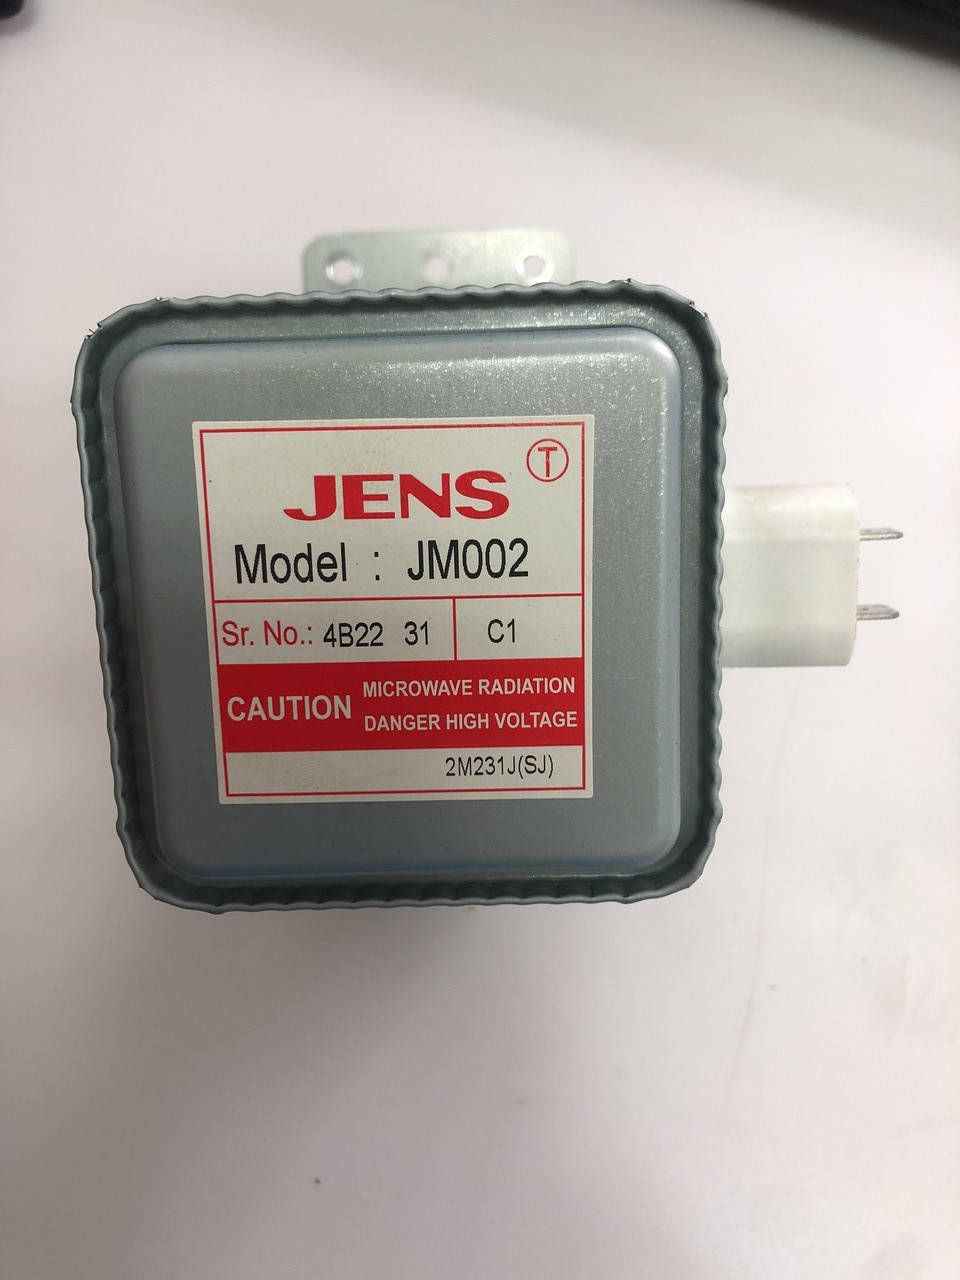 T
JENS
Model : JM002
Sr. No.: 4B22 31 C1
CAUTION MICROWAVE RADIATION
DANGER HIGH VOLTAGE
2M231J(SJ)